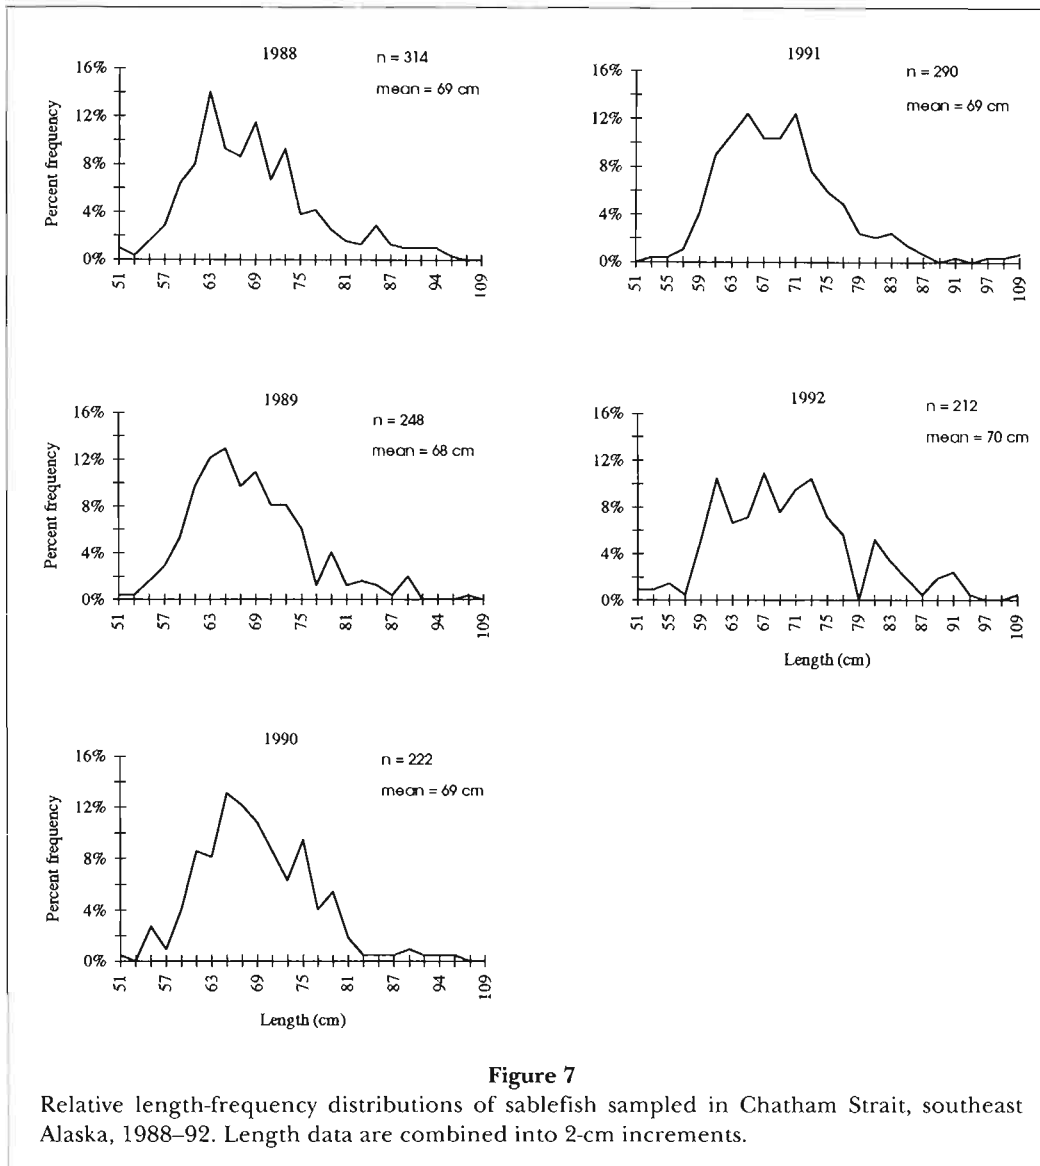 1988
n = 314
mean = 69 cm
Percent frequency
16%
12%
8%
4%
0%
51 57 63 69 75 81 87 94 109
1991
n = 290
mean = 69 cm
16%
12%
8%
4%
0%
51 55 59 63 67 71 75 79 83 87 91 97 109
1989
n = 248
mean = 68 cm
Percent frequency
16%
12%
8%
4%
0%
51 57 63 69 75 81 87 94 109
1992
n = 212
mean = 70 cm
16%
12%
8%
4%
0%
51 55 59 63 67 71 75 79 83 87 91 97 109
Length (cm)
1990
n = 222
mean = 69 cm
Percent frequency
16%
12%
8%
4%
0%
51 57 63 69 75 81 87 94 109
Length (cm)
Figure 7
Relative length-frequency distributions of sablefish sampled in Chatham Strait, southeast
Alaska, 1988–92. Length data are combined into 2-cm increments.